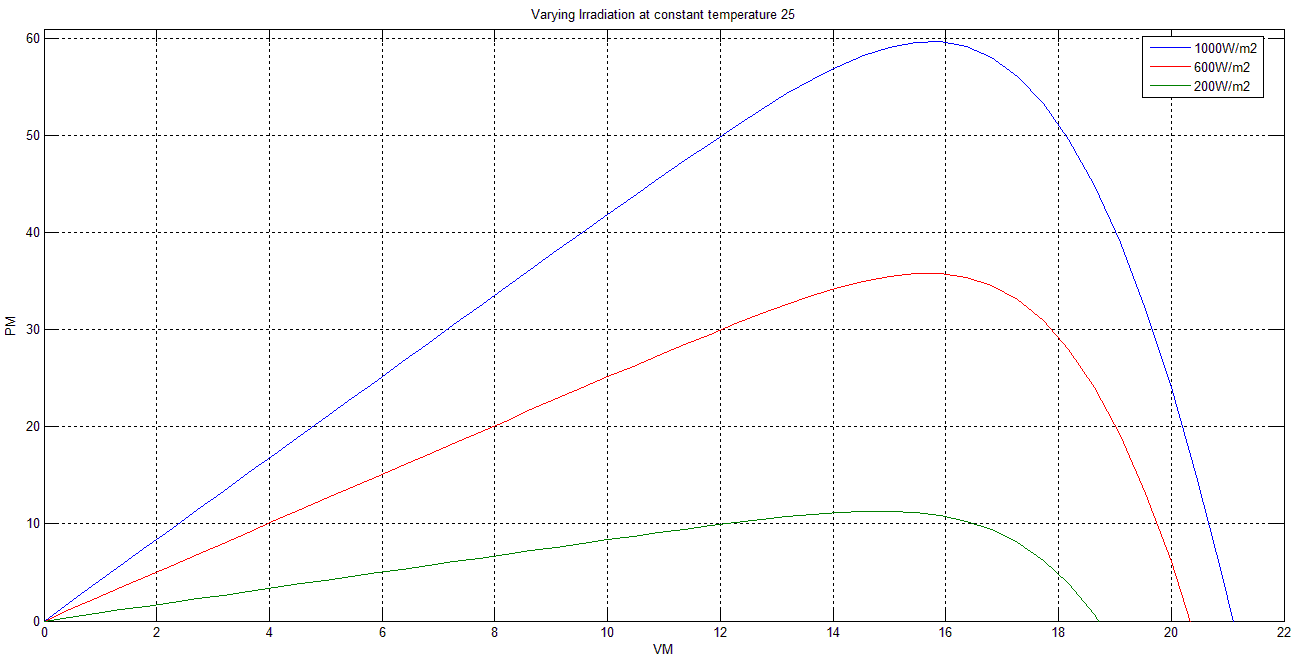 Varying Irradiation at constant temperature 25
60
50
40
30
20
10
0
PM
1000W/m2
600W/m2
200W/m2
0 2 4 6 8 10 12 14 16 18 20 22
VM